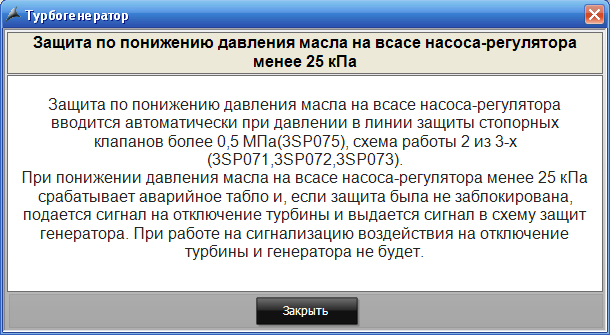 Турбогенератор
Защита по понижению давления масла на всасе насоса-регулятора
менее 25 кПа
Защита по понижению давления масла на всасе насоса-регулятора
вводится автоматически при давлении в линии защиты стопорных
клапанов более 0,5 МПа(3SP075), схема работы 2 из 3-х
(3SP071,3SP072,3SP073).
При понижении давления масла на всасе насоса-регулятора менее 25 кПа
срабатывает аварийное табло и, если защита была не заблокирована,
подается сигнал на отключение турбины и выдается сигнал в схему защит
генератора. При работе на сигнализацию воздействия на отключение
турбины и генератора не будет.
Закрыть